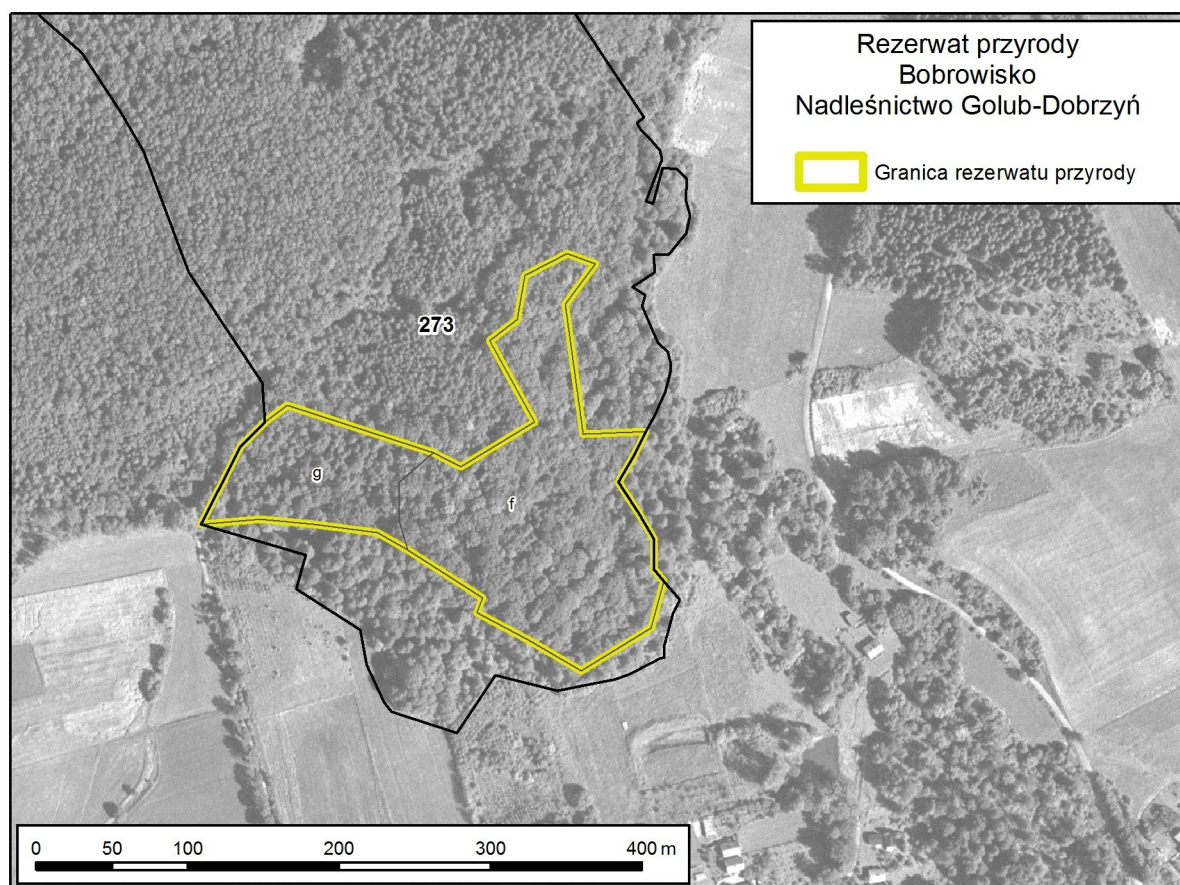 Rezerwat przyrody
Bobrowisko
Nadleśnictwo Golub-Dobrzyń
Granica rezerwatu przyrody
273
g
f
0 50 100 200 300 400 m